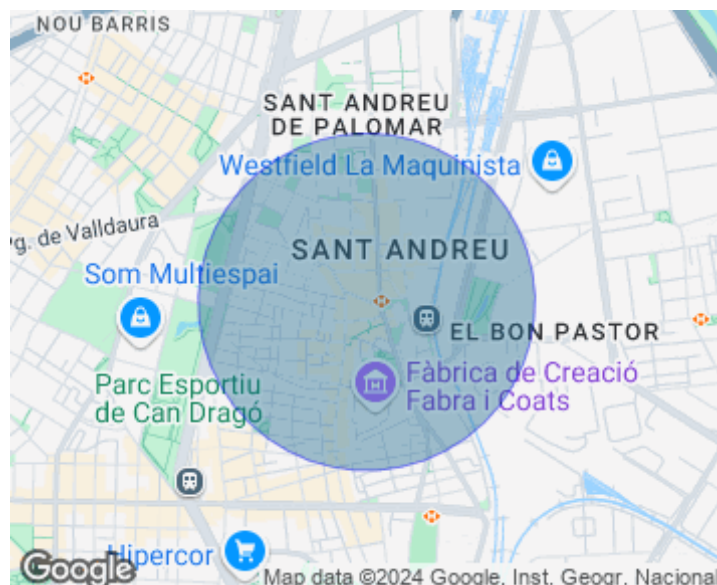 NOU BARRIS
SANT ANDREU
DE PALOMAR
Westfield La Maquinista
Pg. de Valldaura
SANT ANDREU
Som Multiespai
EL BON PASTOR
Parc Esportiu
de Can Dragó
Fàbrica de Creació
Fabra i Coats
Hipercor
Google
Map data ©2024 Google, Inst. Geogr. Nacional